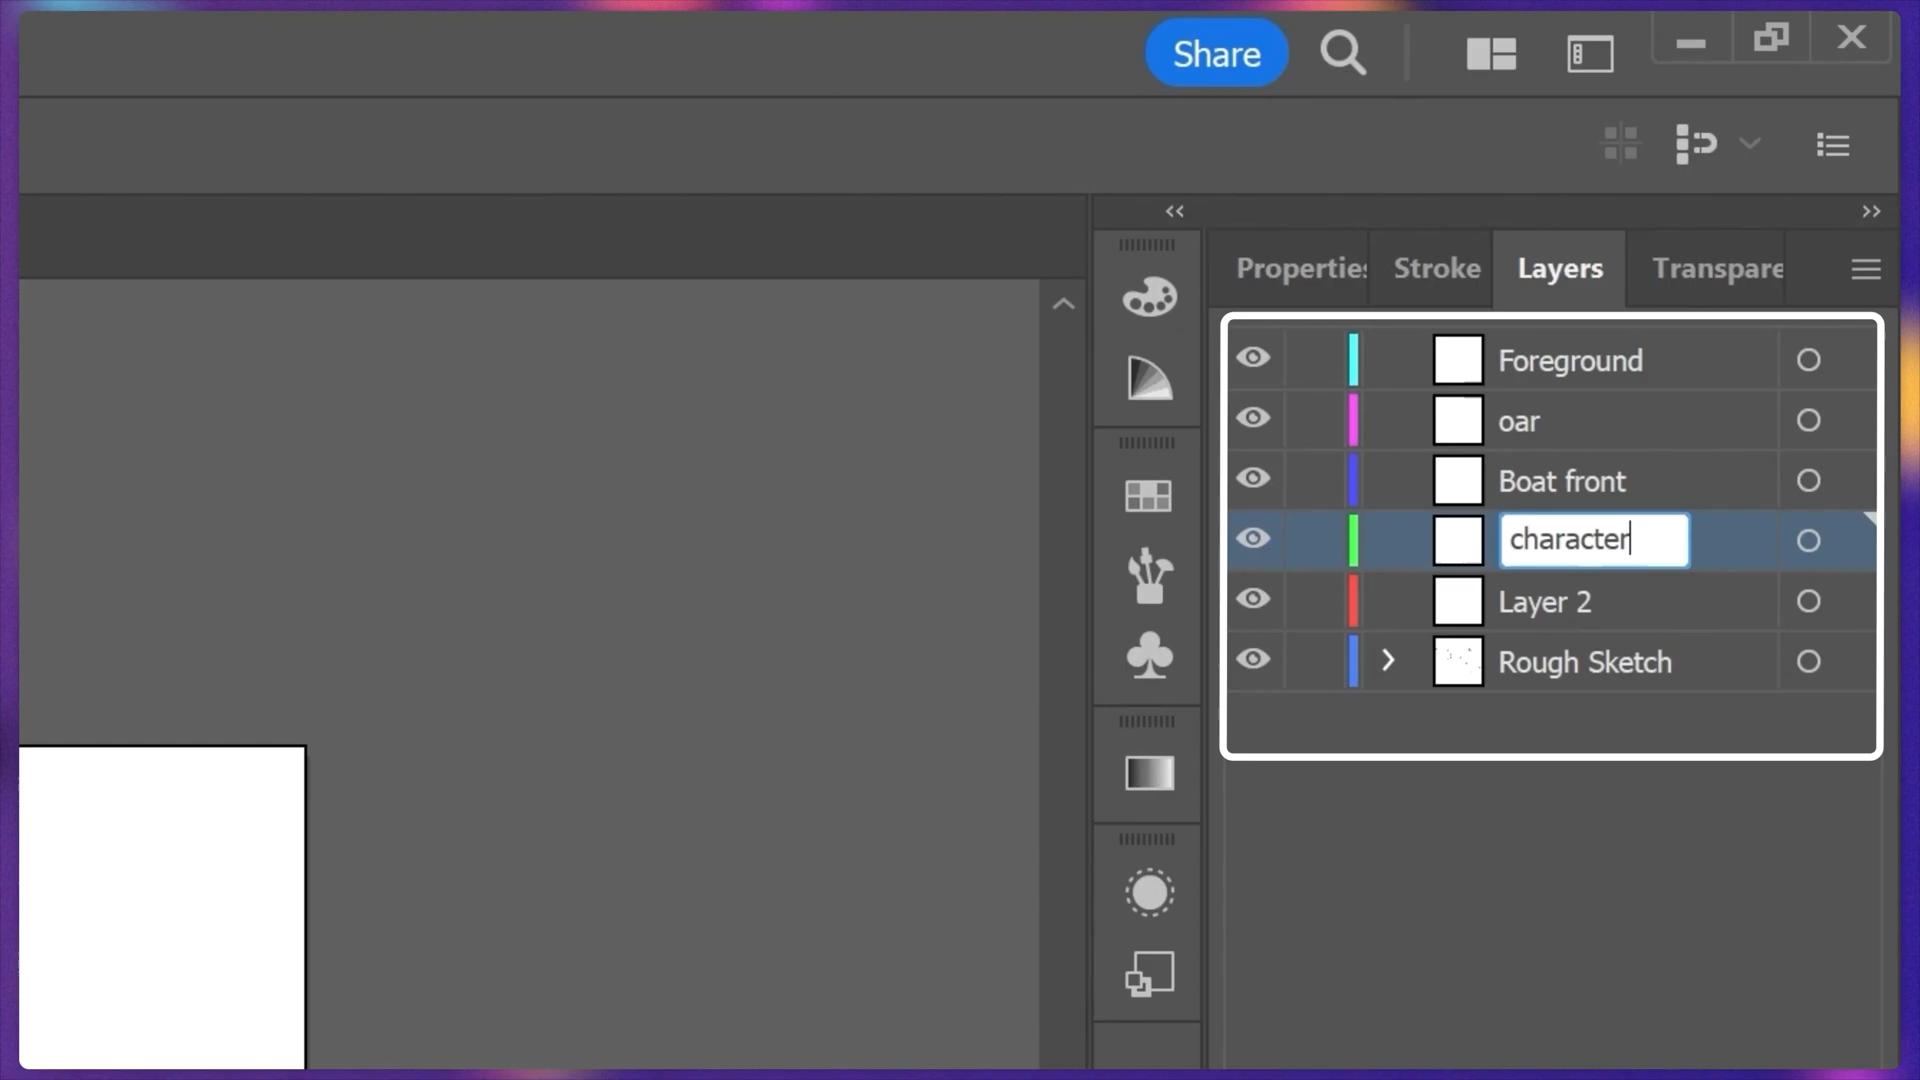 Share
Properties Stroke Layers Transpare
Foreground
oar
Boat front
character
Layer 2
Rough Sketch